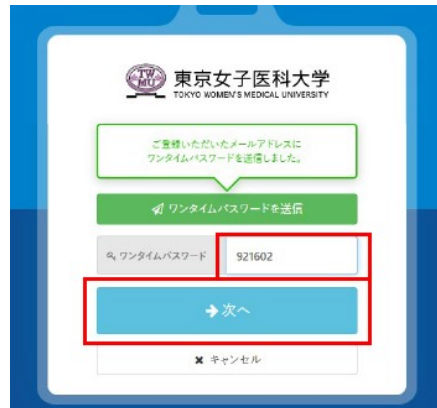 TWMU
東京女子医科大学
TOKYO WOMEN'S MEDICAL UNIVERSITY
ご登録いただいたメールアドレスに
ワンタイムパスワードを送信しました。
ワンタイムパスワードを送信
ワンタイムパスワード 921602
次へ
キャンセル